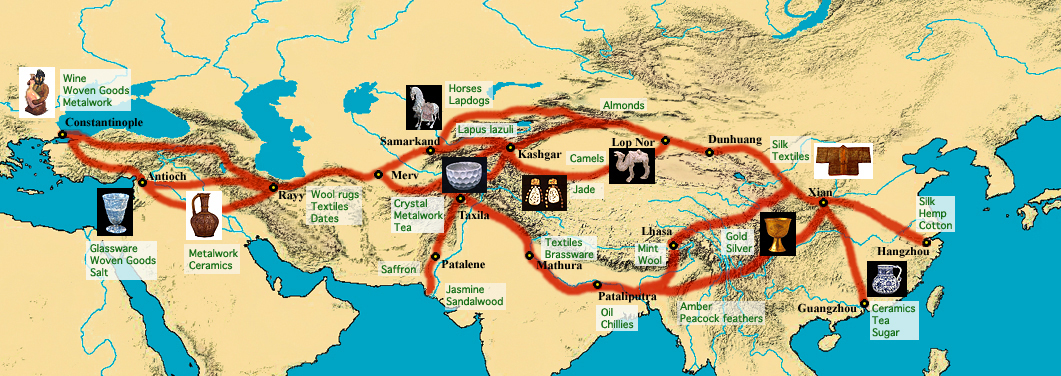 Wine
Woven Goods
Metalwork
Constantinople
Antioch
Glassware
Woven Goods
Salt
Metalwork
Ceramics
Rayy
Wool rugs
Textiles
Dates
Merv
Samarkand
Horses
Lapdogs
Lapus lazuli
Kashgar
Almonds
Lop Nor
Camels
Jade
Dunhuang
Silk
Textiles
Xian
Silk
Hemp
Cotton
Hangzhou
Guangzhou
Ceramics
Tea
Sugar
Crystal
Metalwork
Tea
Taxila
Saffron
Patalene
Jasmine
Sandalwood
Textiles
Brassware
Mathura
Pataliputra
Oil
Chillies
Lhasa
Mint
Wool
Gold
Silver
Amber
Peacock feathers